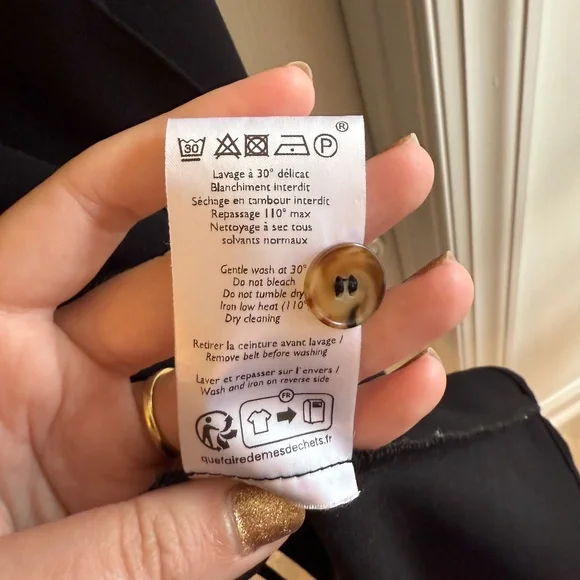 30 P ®
Lavage à 30° délicat
Blanchiment interdit
Séchage en tambour interdit
Repassage 110° max
Nettoyage à sec tous
solvants normaux
Gentle wash at 30°
Do not bleach
Do not tumble dry
Iron low heat (110°
Dry cleaning
Retirer la ceinture avant lavage /
Remove belt before washing
Laver et repasser sur l'envers /
Wash and iron on reverse side
FR
quefairedemesdechets.fr